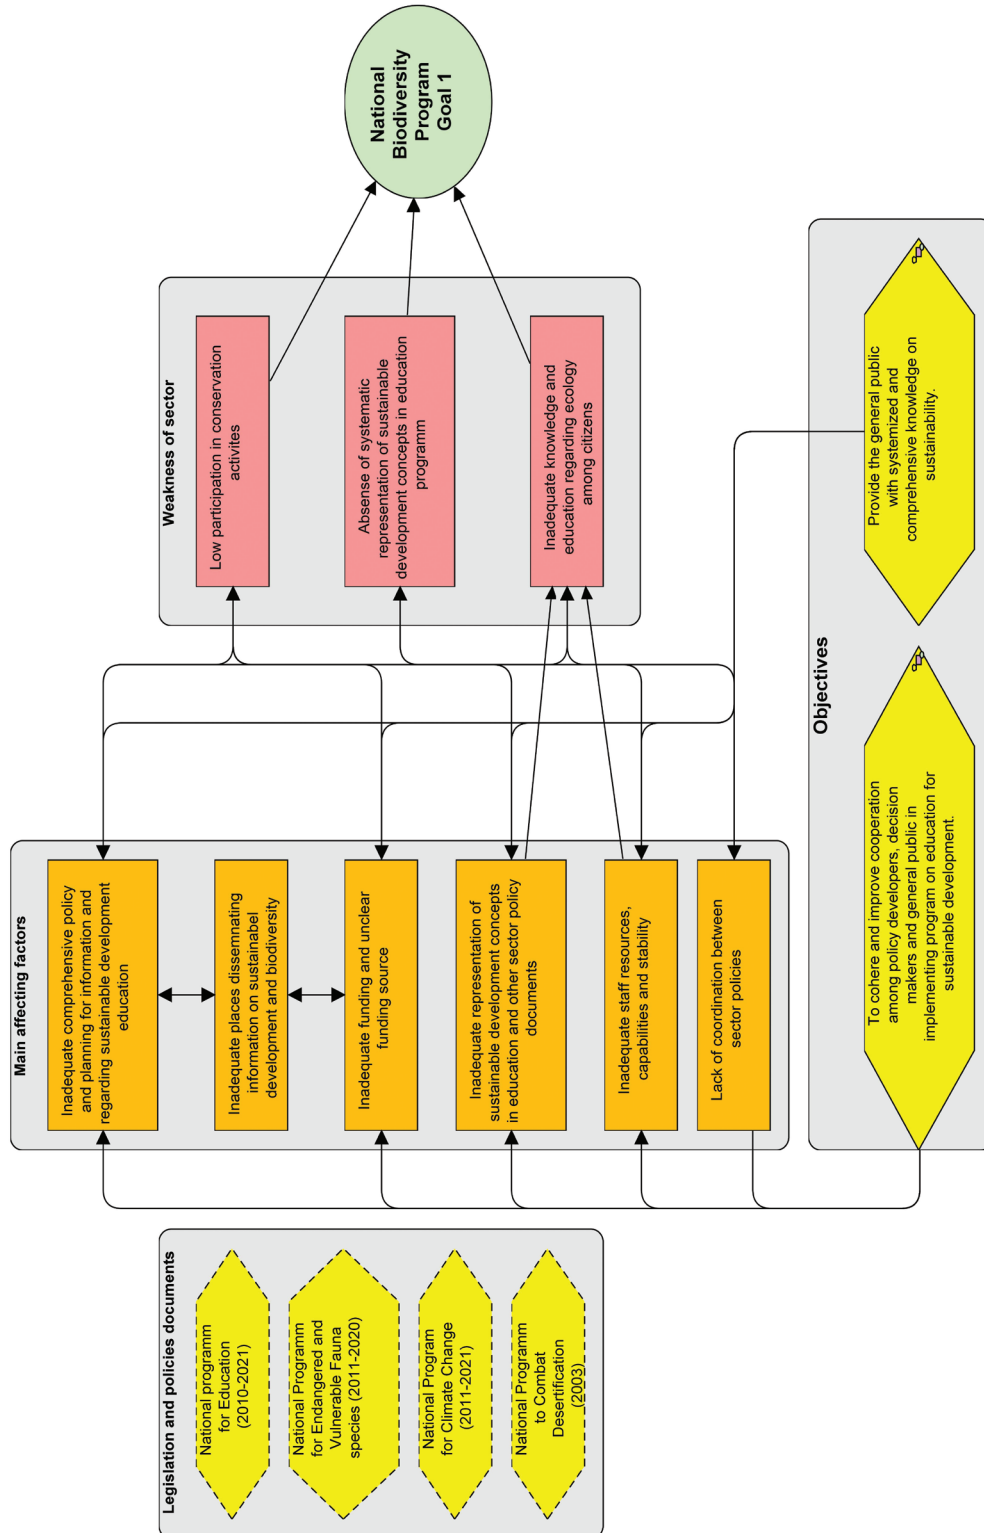 Legislation and policies documents
National programm
for Education
(2010-2021)
National Programm
for Endangered and
Vulnerable Fauna
species (2011-2020)
National Program
for Climate Change
(2011-2021)
National Programm
to Combat
Desertification
(2003)
Main affecting factors
Inadequate comprehensive policy
and planning for information and
regarding sustainable development
education
Inadequate places dissemnating
information on sustainabel
development and biodiversity
Inadequate funding and unclear
funding source
Inadequate representation of
sustainable development concepts
in education and other sector policy
documents
Inadequate staff resources,
capabilities and stability
Lack of coordination between
sector policies
Weakness of sector
Low participation in conservation
activites
Absense of systematic
representation of sustainable
development concepts in education
programm
Inadequate knowledge and
education regarding ecology
among citizens
National
Biodiversity
Program
Goal 1
Objectives
To cohere and improve cooperation
among policy developers, decision
makers and general public in
implementing program on education for
sustainable development.
Provide the general public
with systemized and
comprehensive knowledge on
sustainability.